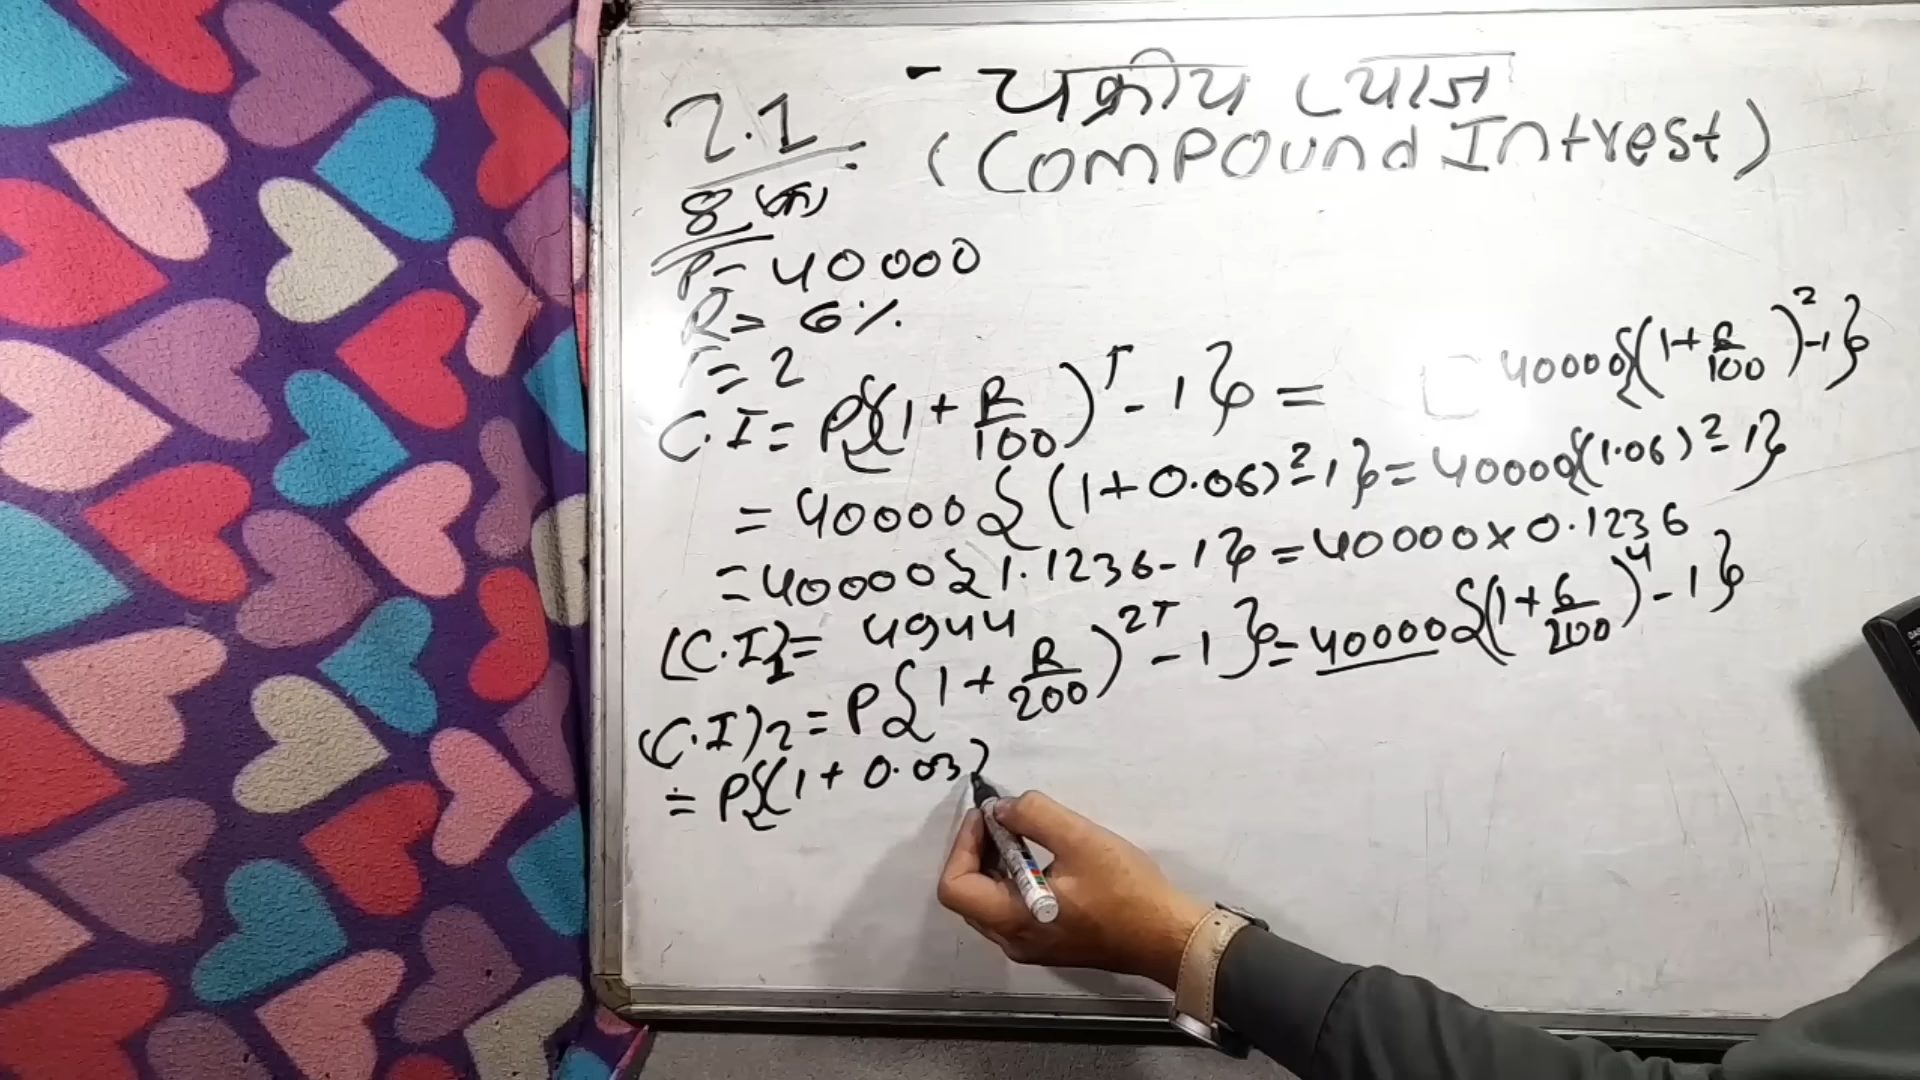 2.1
- चक्रीय ब्याज
(Compound Intrest)
8 (क)
P= 40000
R= 6%
T=2
C.I= P{(1+R/100)^T -1} = 40000{(1+6/100)^2-1}
= 40000{(1+0.06)^2-1}=40000{(1.06)^2-1}
=40000{1.1236-1}=40000×0.1236
(C.I)1= 4944
(C.I)2=P{1+R/200)^2T -1}=40000{(1+6/200)^4 -1}
= P{(1+0.03)